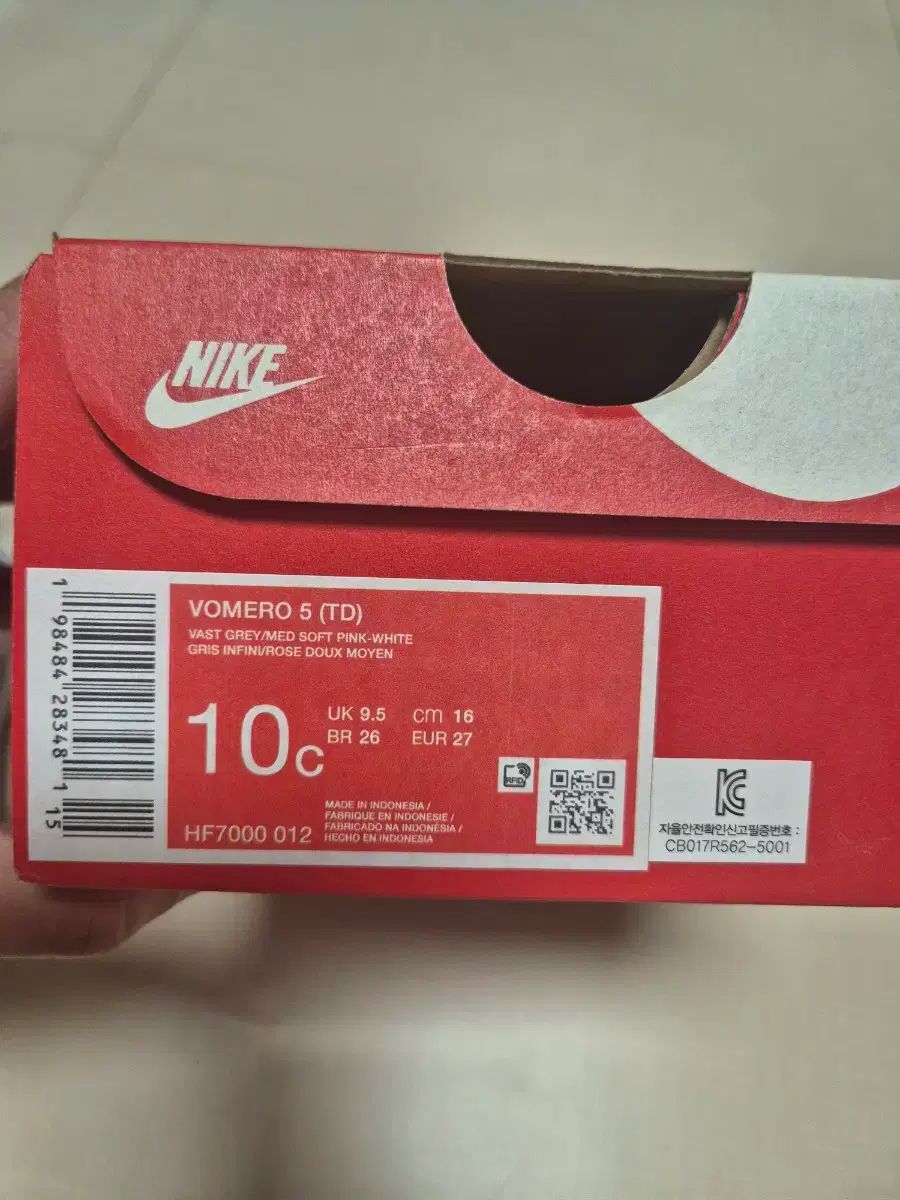 NIKE
1 98484 28348 1 15
VOMERO 5 (TD)
VAST GREY/MED SOFT PINK-WHITE
GRIS INFINI/ROSE DOUX MOYEN
10C
UK 9.5 cm 16
BR 26 EUR 27
RFID
MADE IN INDONESIA /
FABRIQUE EN INDONESIE /
FABRICADO NA INDONÉSIA /
HECHO EN INDONESIA
HF7000 012
KC
자율안전확인신고필증번호 :
CB017R562-5001